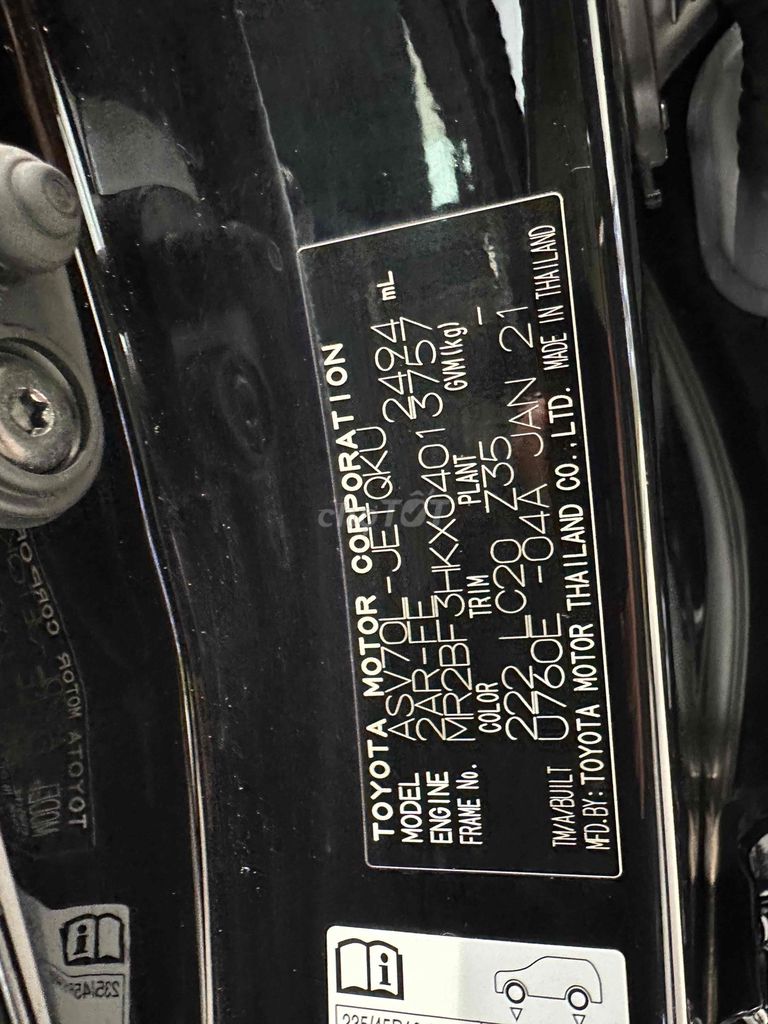 TOYOTA MOTOR CORPORATION
MODEL ASV70L-JETQKU 2494 mL
ENGINE 2AR-FE
FRAME No. MR2BF3HKX04013757
COLOR TRIM PLANT GVM(kg)
222 LC20 Z35 -
TM/A/BUILT U760E -04A JAN 21
MFD.BY: TOYOTA MOTOR THAILAND CO.,LTD. MADE IN THAILAND
CHỢTỐT